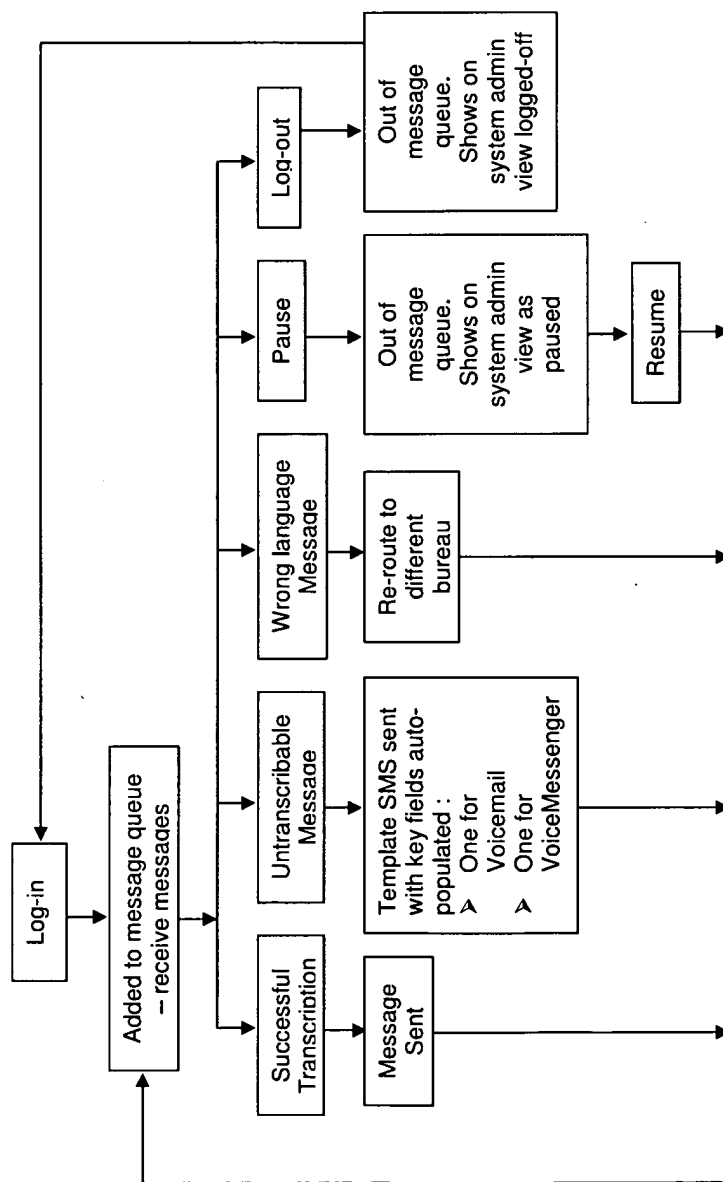 Log-in
Added to message queue
– receive messages
Successful
Transcription
Untranscribable
Message
Wrong language
Message
Pause
Log-out
Message
Sent
Template SMS sent
with key fields auto-
populated :
➢ One for
Voicemail
➢ One for
VoiceMessenger
Re-route to
different
bureau
Out of
message
queue.
Shows on
system admin
view as
paused
Out of
message
queue.
Shows on
system admin
view logged-off
Resume